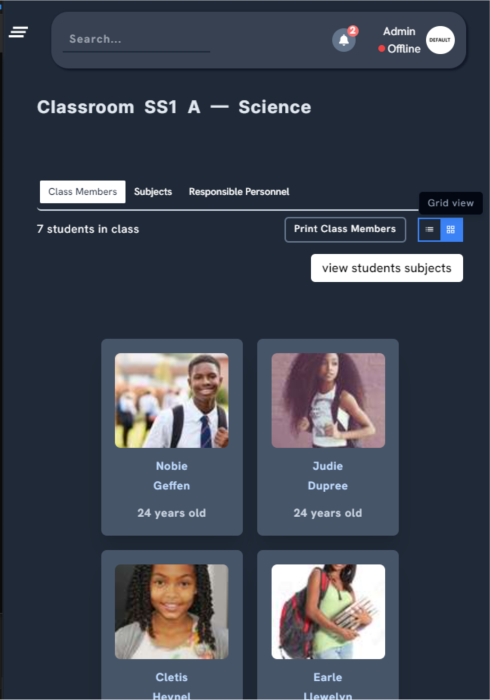 Search...
2
Admin
Offline
DEFAULT
Classroom SS1 A — Science
Class Members
Subjects
Responsible Personnel
Grid view
7 students in class
Print Class Members
view students subjects
Nobie
Geffen
24 years old
Judie
Dupree
24 years old
Cletis
Heynel
Earle
Llewelyn